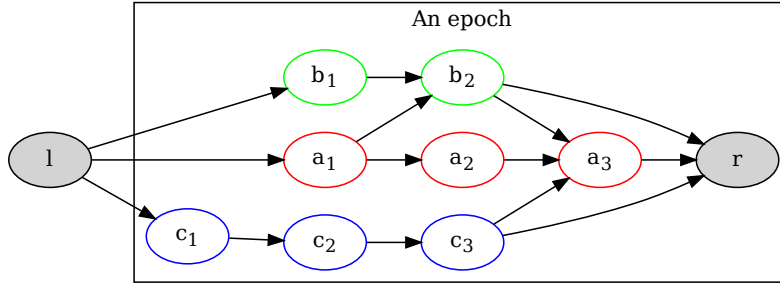 An epoch
b₁ b₂
l a₁ a₂ a₃ r
c₁ c₂ c₃